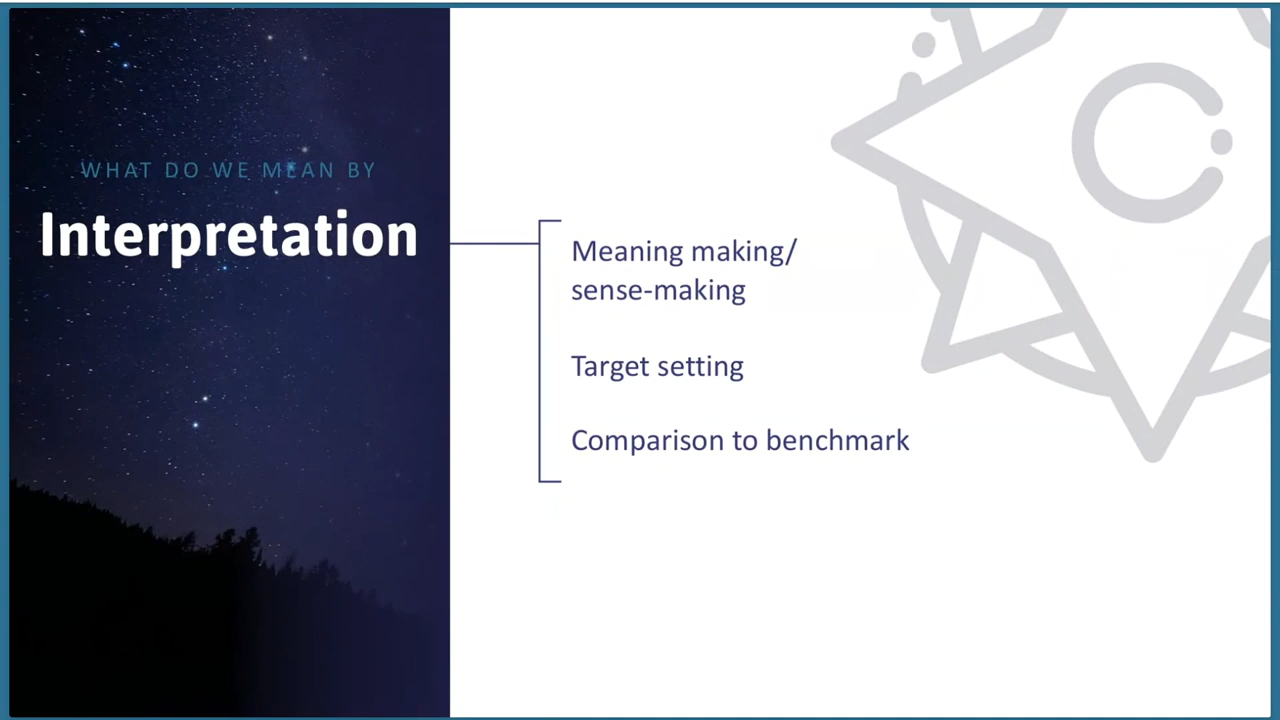 WHAT DO WE MEAN BY
Interpretation
Meaning making/
sense-making
Target setting
Comparison to benchmark